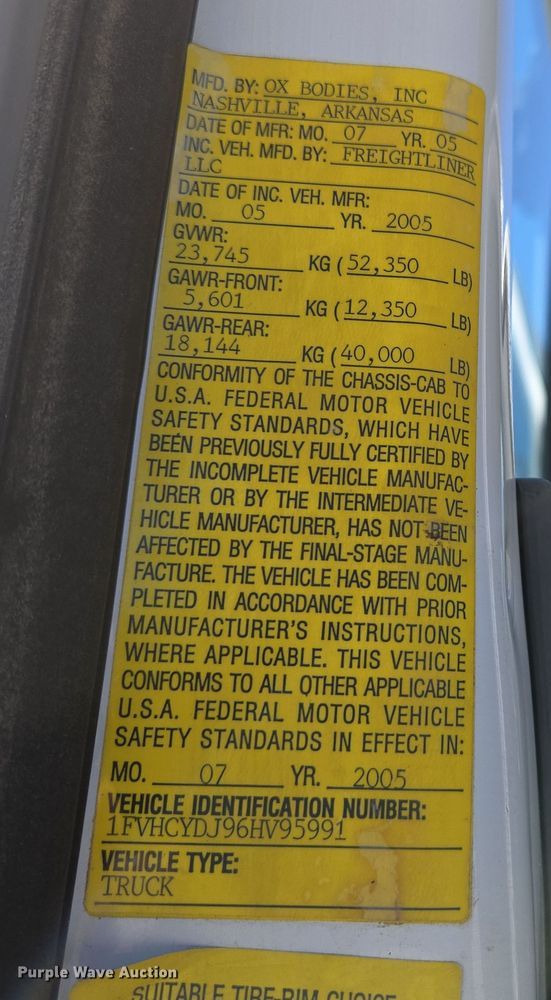 MFD. BY: OX BODIES, INC
NASHVILLE, ARKANSAS
DATE OF MFR: MO. 07 YR. 05
INC. VEH. MFD. BY: FREIGHTLINER
LLC
DATE OF INC. VEH. MFR:
MO. 05 YR. 2005
GVWR:
23,745 KG (52,350 LB)
GAWR-FRONT:
5,601 KG (12,350 LB)
GAWR-REAR:
18,144 KG (40,000 LB)
CONFORMITY OF THE CHASSIS-CAB TO
U.S.A. FEDERAL MOTOR VEHICLE
SAFETY STANDARDS, WHICH HAVE
BEEN PREVIOUSLY FULLY CERTIFIED BY
THE INCOMPLETE VEHICLE MANUFAC-
TURER OR BY THE INTERMEDIATE VE-
HICLE MANUFACTURER, HAS NOT BEEN
AFFECTED BY THE FINAL-STAGE MANU-
FACTURE. THE VEHICLE HAS BEEN COM-
PLETED IN ACCORDANCE WITH PRIOR
MANUFACTURER'S INSTRUCTIONS,
WHERE APPLICABLE. THIS VEHICLE
CONFORMS TO ALL OTHER APPLICABLE
U.S.A. FEDERAL MOTOR VEHICLE
SAFETY STANDARDS IN EFFECT IN:
MO. 07 YR. 2005
VEHICLE IDENTIFICATION NUMBER:
1FVHCYDJ96HV95991
VEHICLE TYPE:
TRUCK
SUITABLE TIRE-RIM CHOICE
Purple Wave Auction